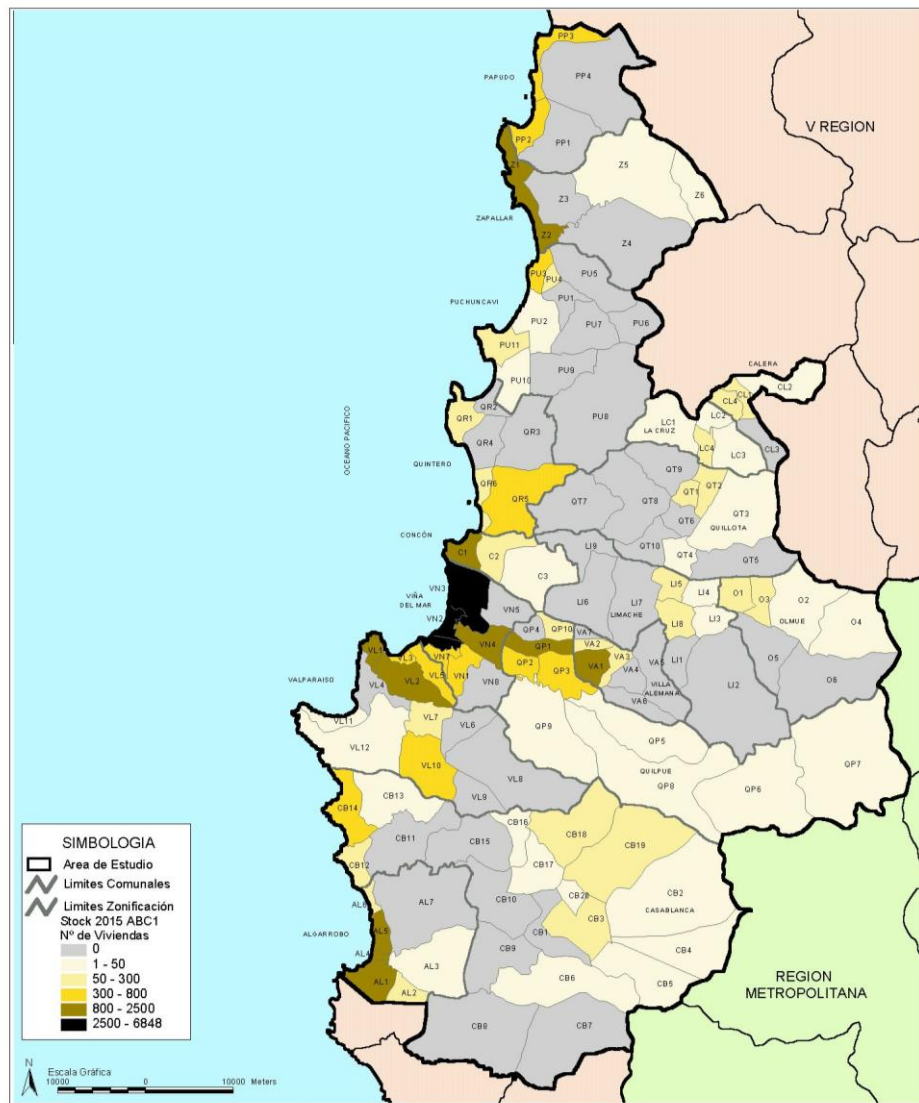 PP3
PP4
PAPUDO
V REGION
PP2
PP1
Z1
Z5
Z6
Z3
ZAPALLAR
Z2
Z4
PU3
PU4
PU5
PUCHUNCAVI
PU1
PU2
PU7
PU6
PU11
PU9
CALERA
PU10
CL2
CL1
CL4
QR2
QR1
PU8
LC1
LC2
LA CRUZ
QR4
QR3
LC4
LC3
CL3
OCEANO PACIFICO
QUINTERO
QT9
QR6
QT2
QR5
QT7
QT8
QT1
QT3
QT6
QUILLOTA
CONCÓN
C1
C2
LI9
QT10
QT4
QT5
C3
VN3
VIÑA
DEL MAR
LI5
LI4
O1
O3
O2
LI6
LI7
LIMACHE
VN2
VN5
QP4
QP10
VA7
LI8
LI3
OLMUE
O4
VL1
VL3
VN7
VN4
QP1
VA2
VA3
VALPARAISO
VL4
VL2
VL5
VN1
VN8
QP2
QP3
VA1
VA4
VA5
LI1
O5
VILLA
ALEMANA
VA6
LI2
O6
VL11
VL7
VL6
QP9
QP5
VL12
VL10
QUILPUE
QP8
QP6
QP7
VL8
CB13
VL9
CB14
CB16
CB11
CB15
CB18
CB19
CB12
CB17
AL6
AL7
CB10
CB20
CB2
CASABLANCA
ALGARROBO
AL5
AL4
CB1
CB3
CB9
CB4
AL3
AL1
AL2
CB6
CB5
CB8
CB7
REGION
METROPOLITANA
SIMBOLOGIA
Area de Estudio
Limites Comunales
Limites Zonificación
Stock 2015 ABC1
Nº de Viviendas
0
1 - 50
50 - 300
300 - 800
800 - 2500
2500 - 6848
N
Escala Gráfica
10000 0 10000 Meters